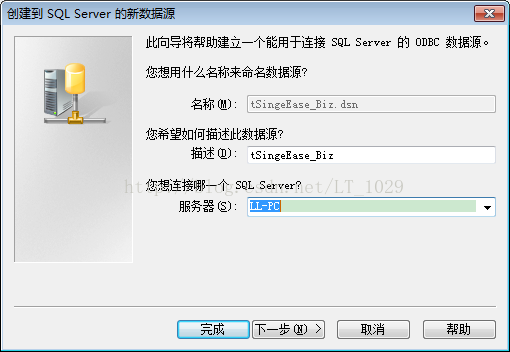 创建到 SQL Server 的新数据源
此向导将帮助建立一个能用于连接 SQL Server 的 ODBC 数据源。
您想用什么名称来命名数据源?
名称(M): tSingEase_Biz.dsn
您希望如何描述此数据源?
描述(D): tSingEase_Biz
http://blog.csdn.net/LT_1029
您想连接哪一个 SQL Server?
服务器(S): LL-PC
完成 下一步(N) > 取消 帮助